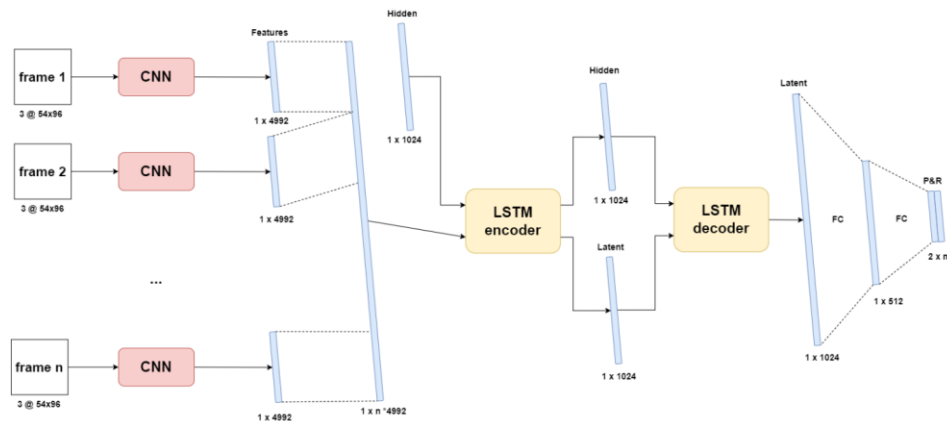 Features
Hidden
frame 1
CNN
3 @ 54x96
1 x 4992
1 x 1024
frame 2
CNN
3 @ 54x96
1 x 4992
...
frame n
CNN
3 @ 54x96
1 x 4992
1 x n *4992
LSTM
encoder
Hidden
1 x 1024
Latent
1 x 1024
LSTM
decoder
Latent
1 x 1024
FC
1 x 512
FC
P&R
2 x n